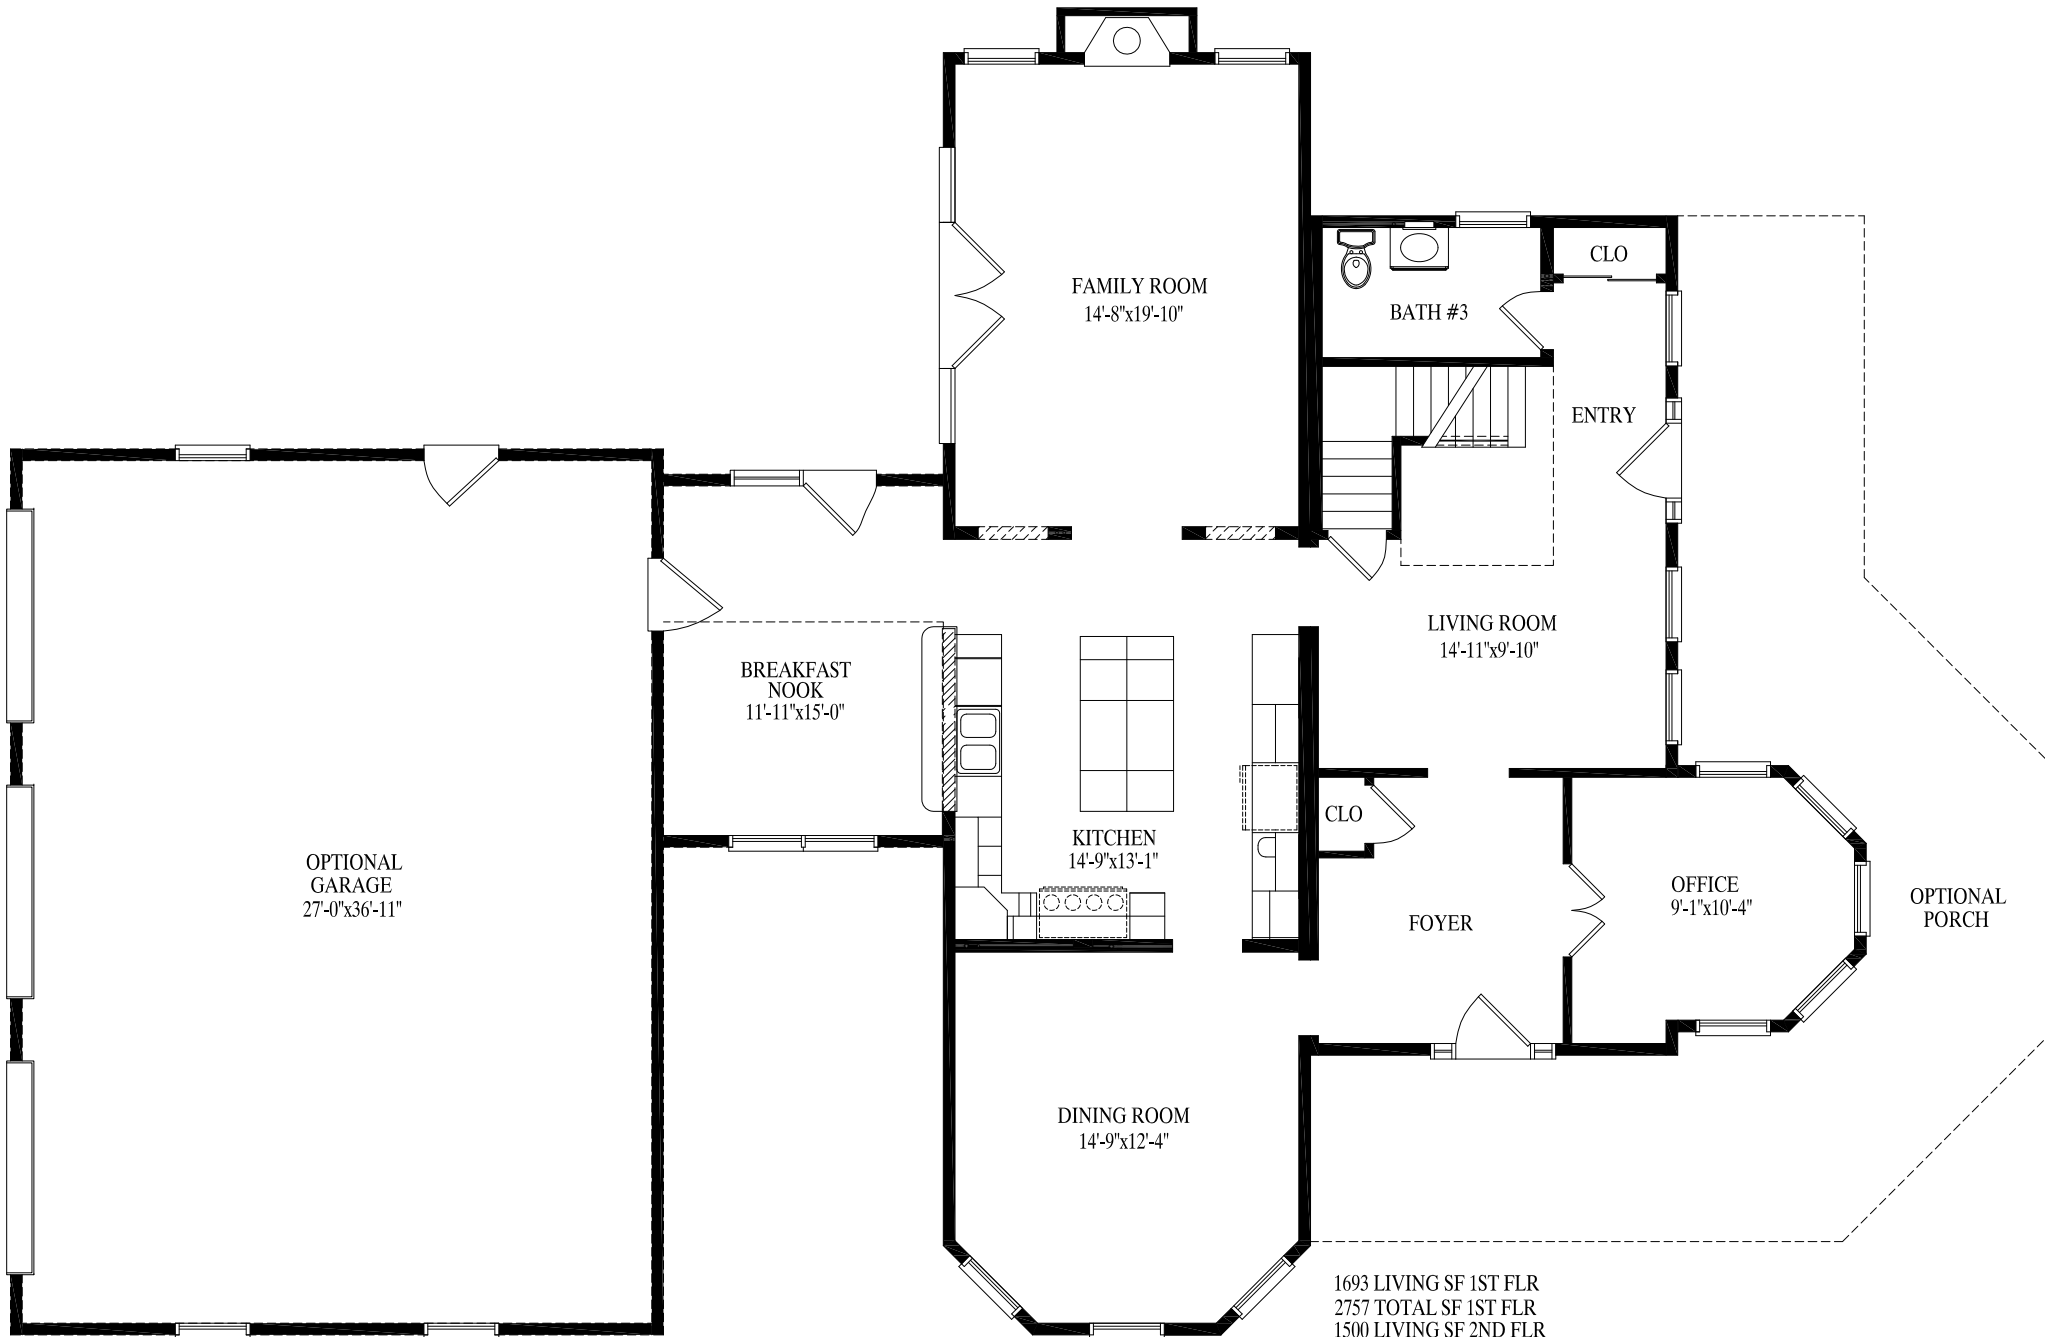 CLO
FAMILY ROOM
14'-8"x19'-10"
BATH #3
ENTRY
LIVING ROOM
14'-11"x9'-10"
BREAKFAST
NOOK
11'-11"x15'-0"
CLO
KITCHEN
14'-9"x13'-1"
OPTIONAL
GARAGE
27'-0"x36'-11"
OFFICE
9'-1"x10'-4"
OPTIONAL
PORCH
FOYER
DINING ROOM
14'-9"x12'-4"
1693 LIVING SF 1ST FLR
2757 TOTAL SF 1ST FLR
1500 LIVING SF 2ND FLR